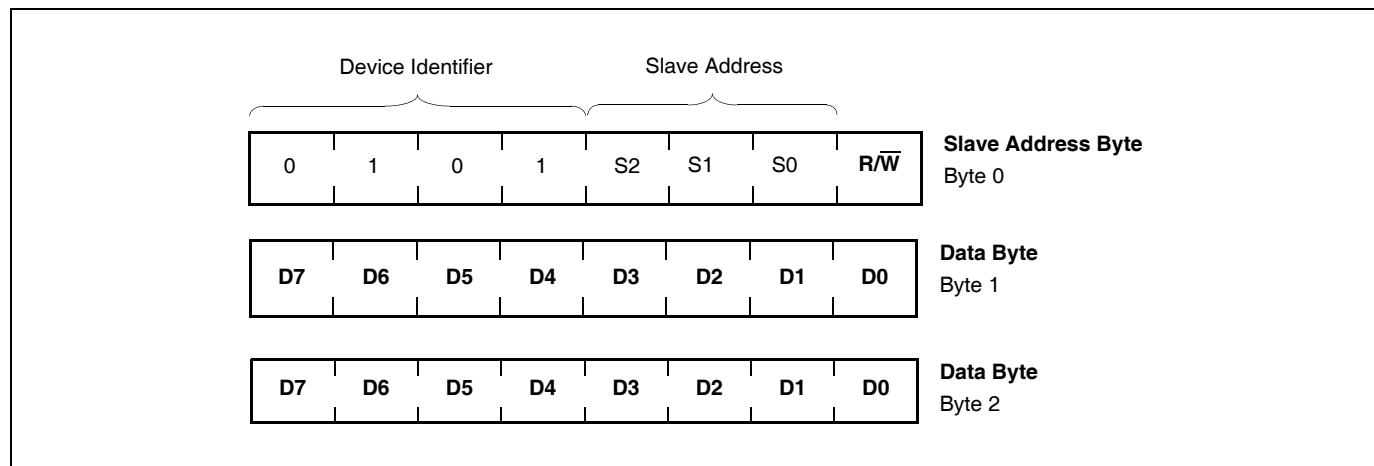 Device Identifier Slave Address
0 1 0 1 S2 S1 S0 R/W̅ Slave Address Byte
Byte 0
D7 D6 D5 D4 D3 D2 D1 D0 Data Byte
Byte 1
D7 D6 D5 D4 D3 D2 D1 D0 Data Byte
Byte 2